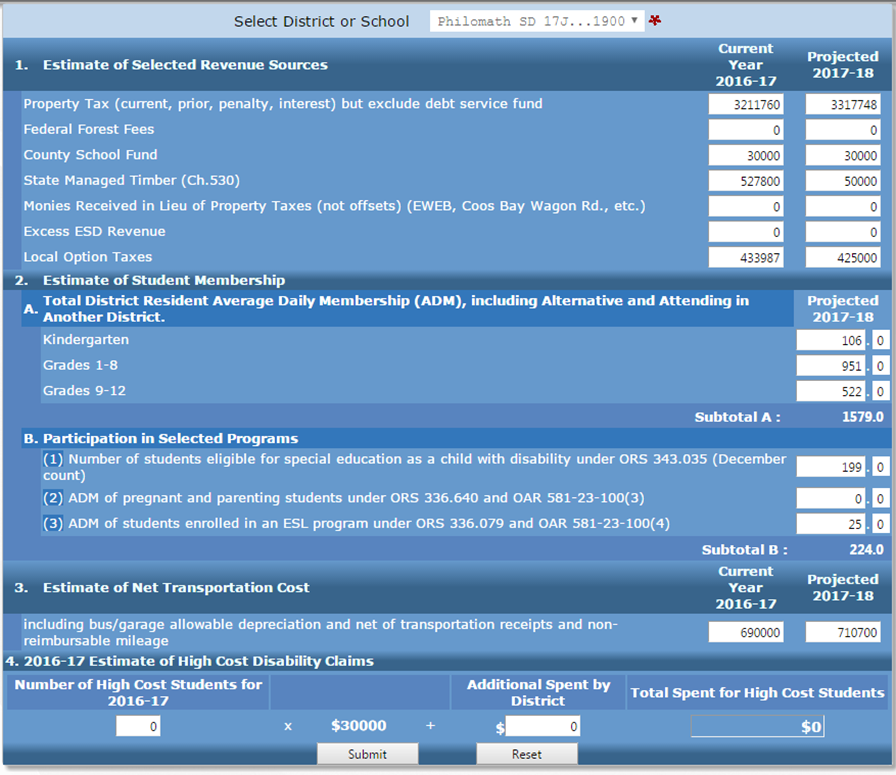 Select District or School Philomath SD 17J...1900
1. Estimate of Selected Revenue Sources Current Year 2016-17 Projected 2017-18
Property Tax (current, prior, penalty, interest) but exclude debt service fund 3211760 3317748
Federal Forest Fees 0 0
County School Fund 30000 30000
State Managed Timber (Ch.530) 527800 50000
Monies Received in Lieu of Property Taxes (not offsets) (EWEB, Coos Bay Wagon Rd., etc.) 0 0
Excess ESD Revenue 0 0
Local Option Taxes 433987 425000
2. Estimate of Student Membership
A. Total District Resident Average Daily Membership (ADM), including Alternative and Attending in
Another District.
Projected
2017-18
Kindergarten 106 . 0
Grades 1-8 951 . 0
Grades 9-12 522 . 0
Subtotal A : 1579.0
B. Participation in Selected Programs
(1) Number of students eligible for special education as a child with disability under ORS 343.035 (December
count) 199 . 0
(2) ADM of pregnant and parenting students under ORS 336.640 and OAR 581-23-100(3) 0 . 0
(3) ADM of students enrolled in an ESL program under ORS 336.079 and OAR 581-23-100(4) 25 . 0
Subtotal B : 224.0
3. Estimate of Net Transportation Cost Current Year 2016-17 Projected 2017-18
including bus/garage allowable depreciation and net of transportation receipts and non-
reimbursable mileage 690000 710700
4. 2016-17 Estimate of High Cost Disability Claims
Number of High Cost Students for
2016-17
Additional Spent by
District
Total Spent for High Cost Students
0 x $30000 + $ 0 $0
Submit Reset